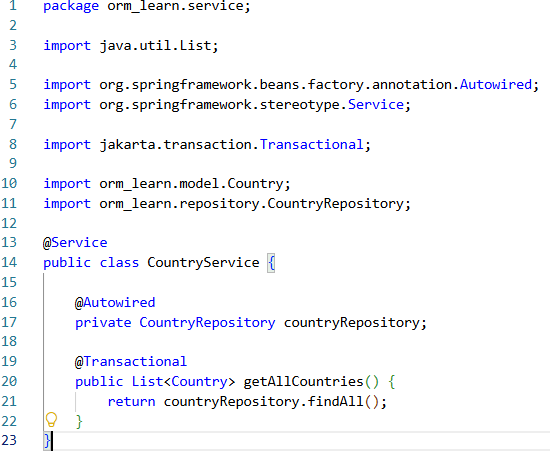 1 package orm_learn.service;
2
3 import java.util.List;
4
5 import org.springframework.beans.factory.annotation.Autowired;
6 import org.springframework.stereotype.Service;
7
8 import jakarta.transaction.Transactional;
9
10 import orm_learn.model.Country;
11 import orm_learn.repository.CountryRepository;
12
13 @Service
14 public class CountryService {
15
16     @Autowired
17     private CountryRepository countryRepository;
18
19     @Transactional
20     public List<Country> getAllCountries() {
21         return countryRepository.findAll();
22     }
23 }